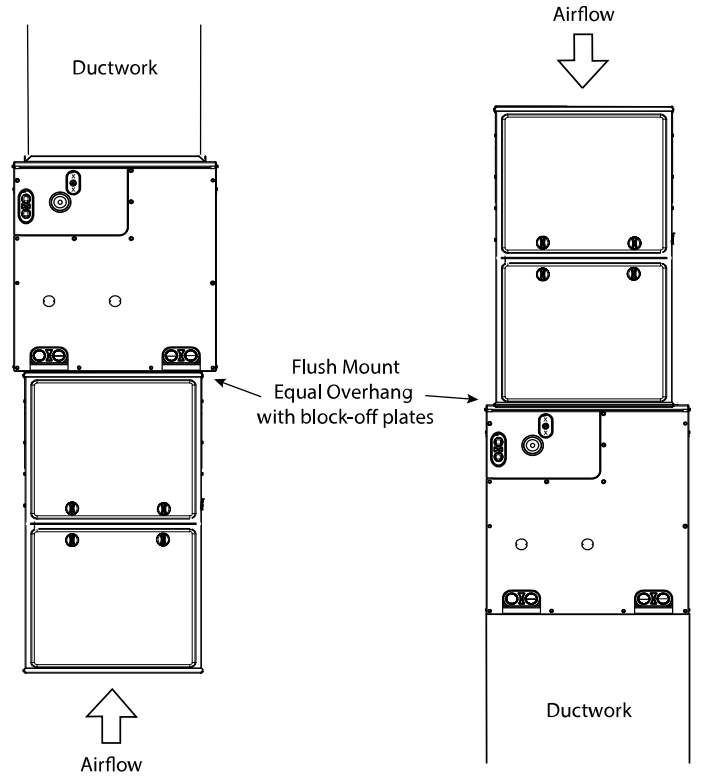 Airflow
Ductwork
Flush Mount
Equal Overhang
with block-off plates
Ductwork
Airflow